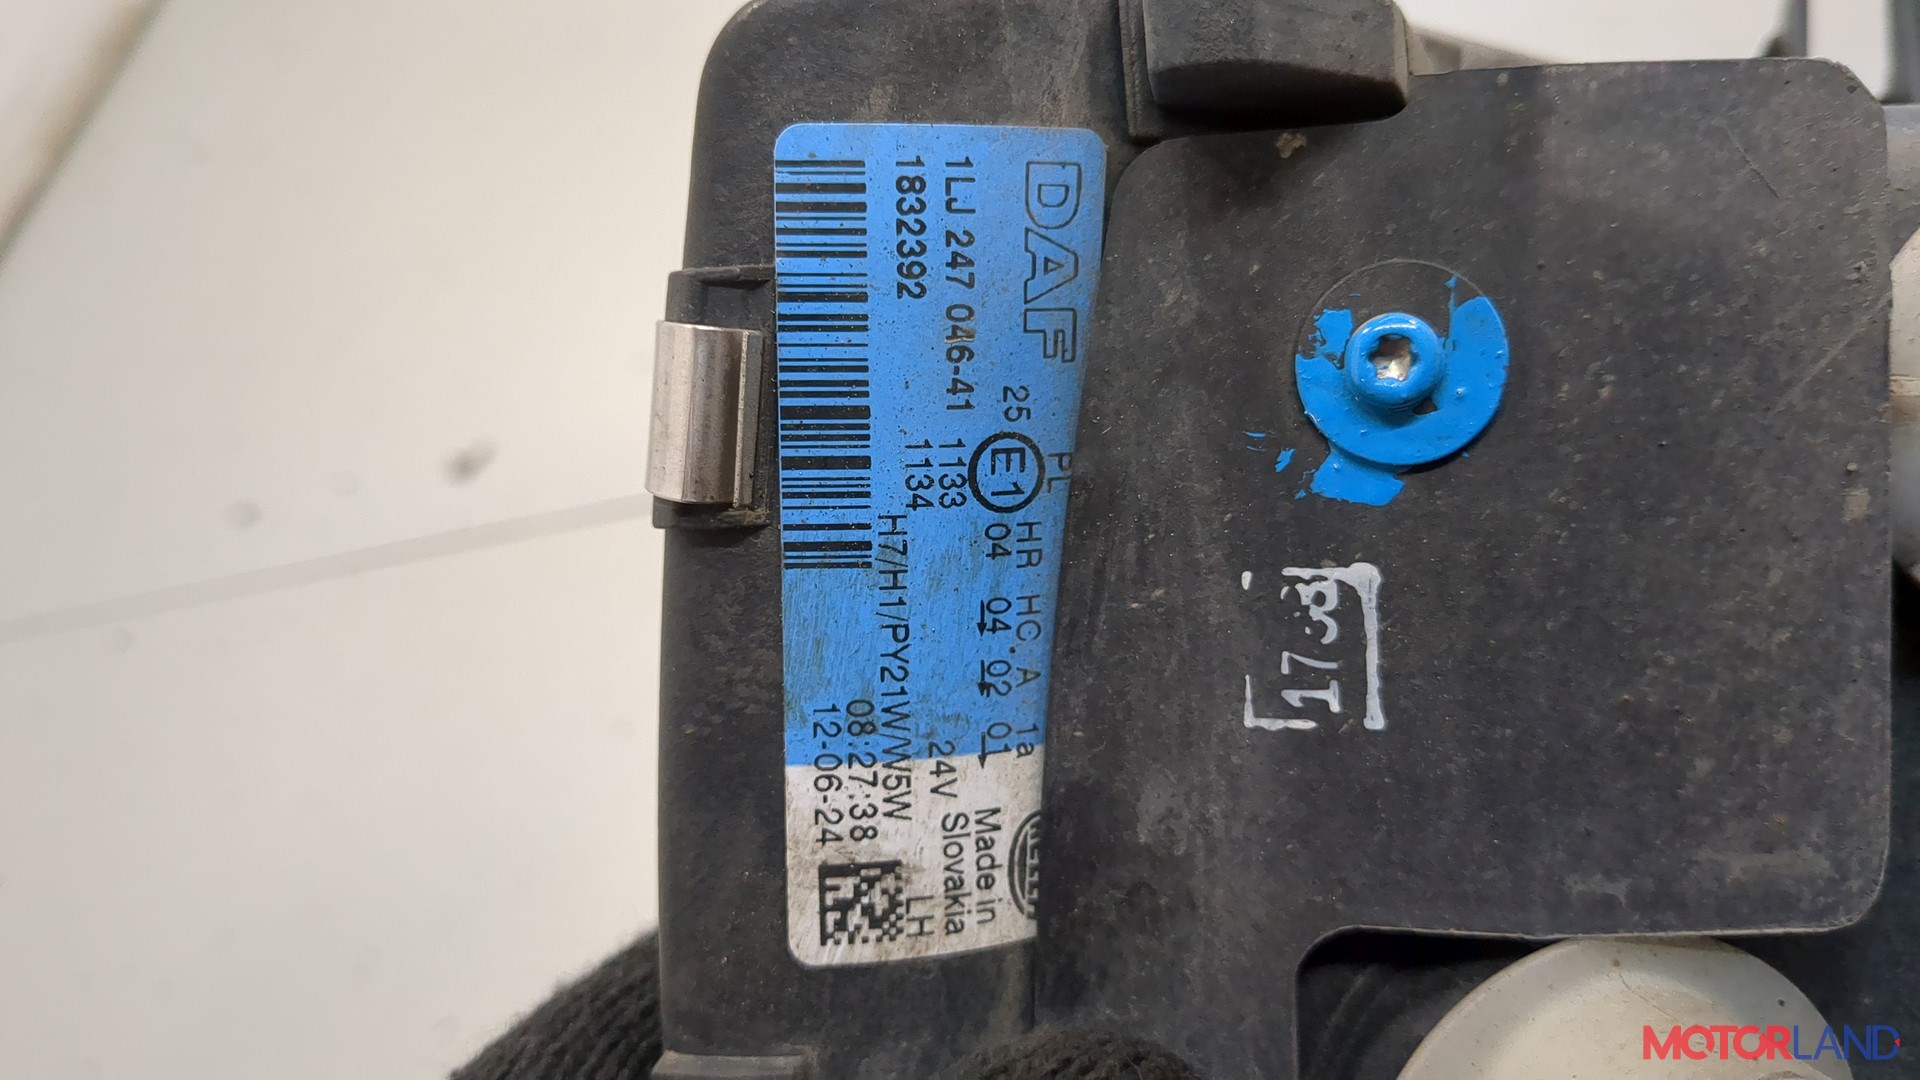 DAF
PL HR HC. A 1a
25 E1 04 04 02 01
1LJ 247 046-41 1133
1832392 1134
H7/H1/PY21W/W5W
Made in
Slovakia
24V LH
08:27:38
12-06-24
MOTORLAND